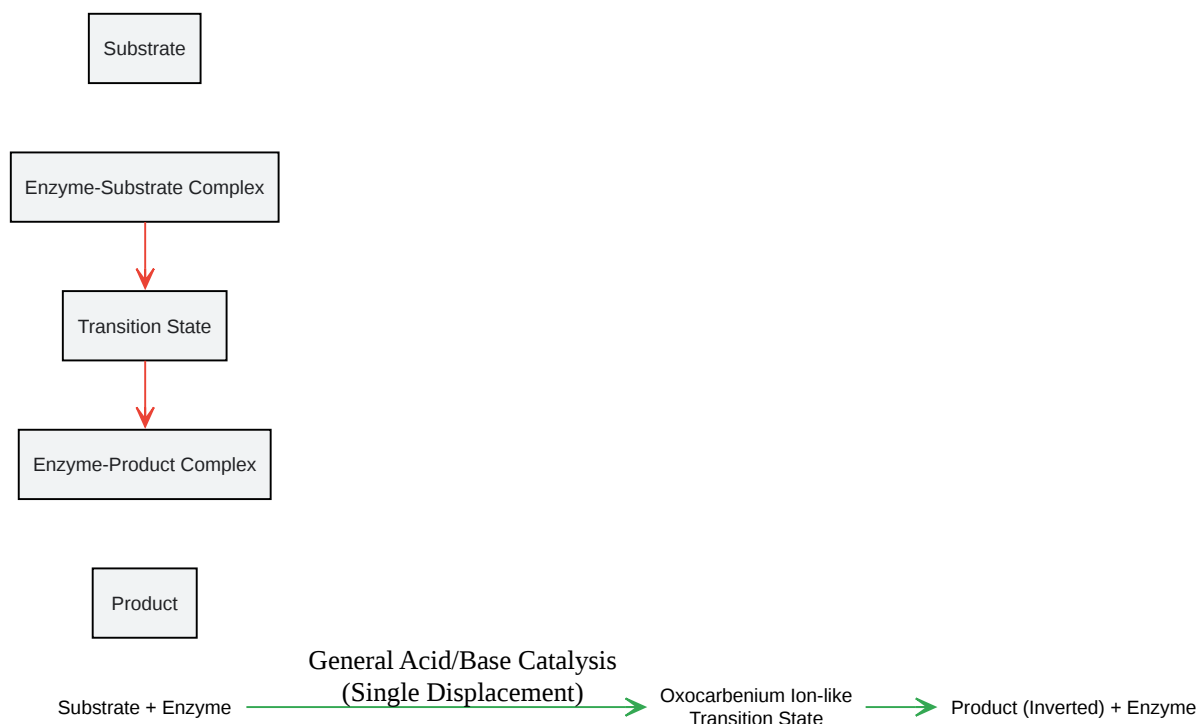 Substrate
Enzyme-Substrate Complex
Transition State
Enzyme-Product Complex
Product
General Acid/Base Catalysis
(Single Displacement)
Substrate + Enzyme
Oxocarbenium Ion-like
Transition State
Product (Inverted) + Enzyme